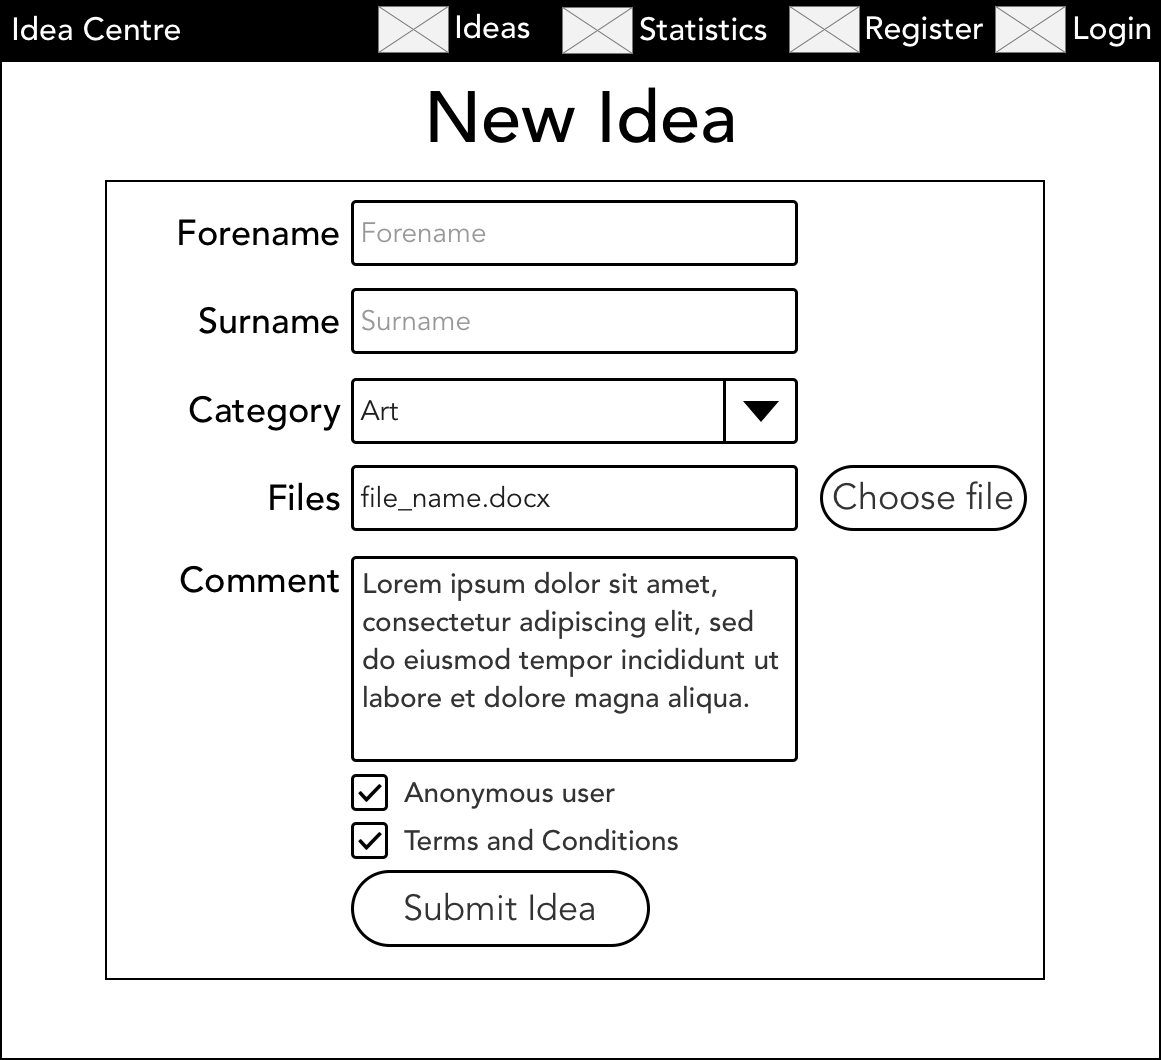 Idea Centre Ideas Statistics Register Login
New Idea
Forename Forename
Surname Surname
Category Art
Files file_name.docx Choose file
Comment Lorem ipsum dolor sit amet,
consectetur adipiscing elit, sed
do eiusmod tempor incididunt ut
labore et dolore magna aliqua.
Anonymous user
Terms and Conditions
Submit Idea